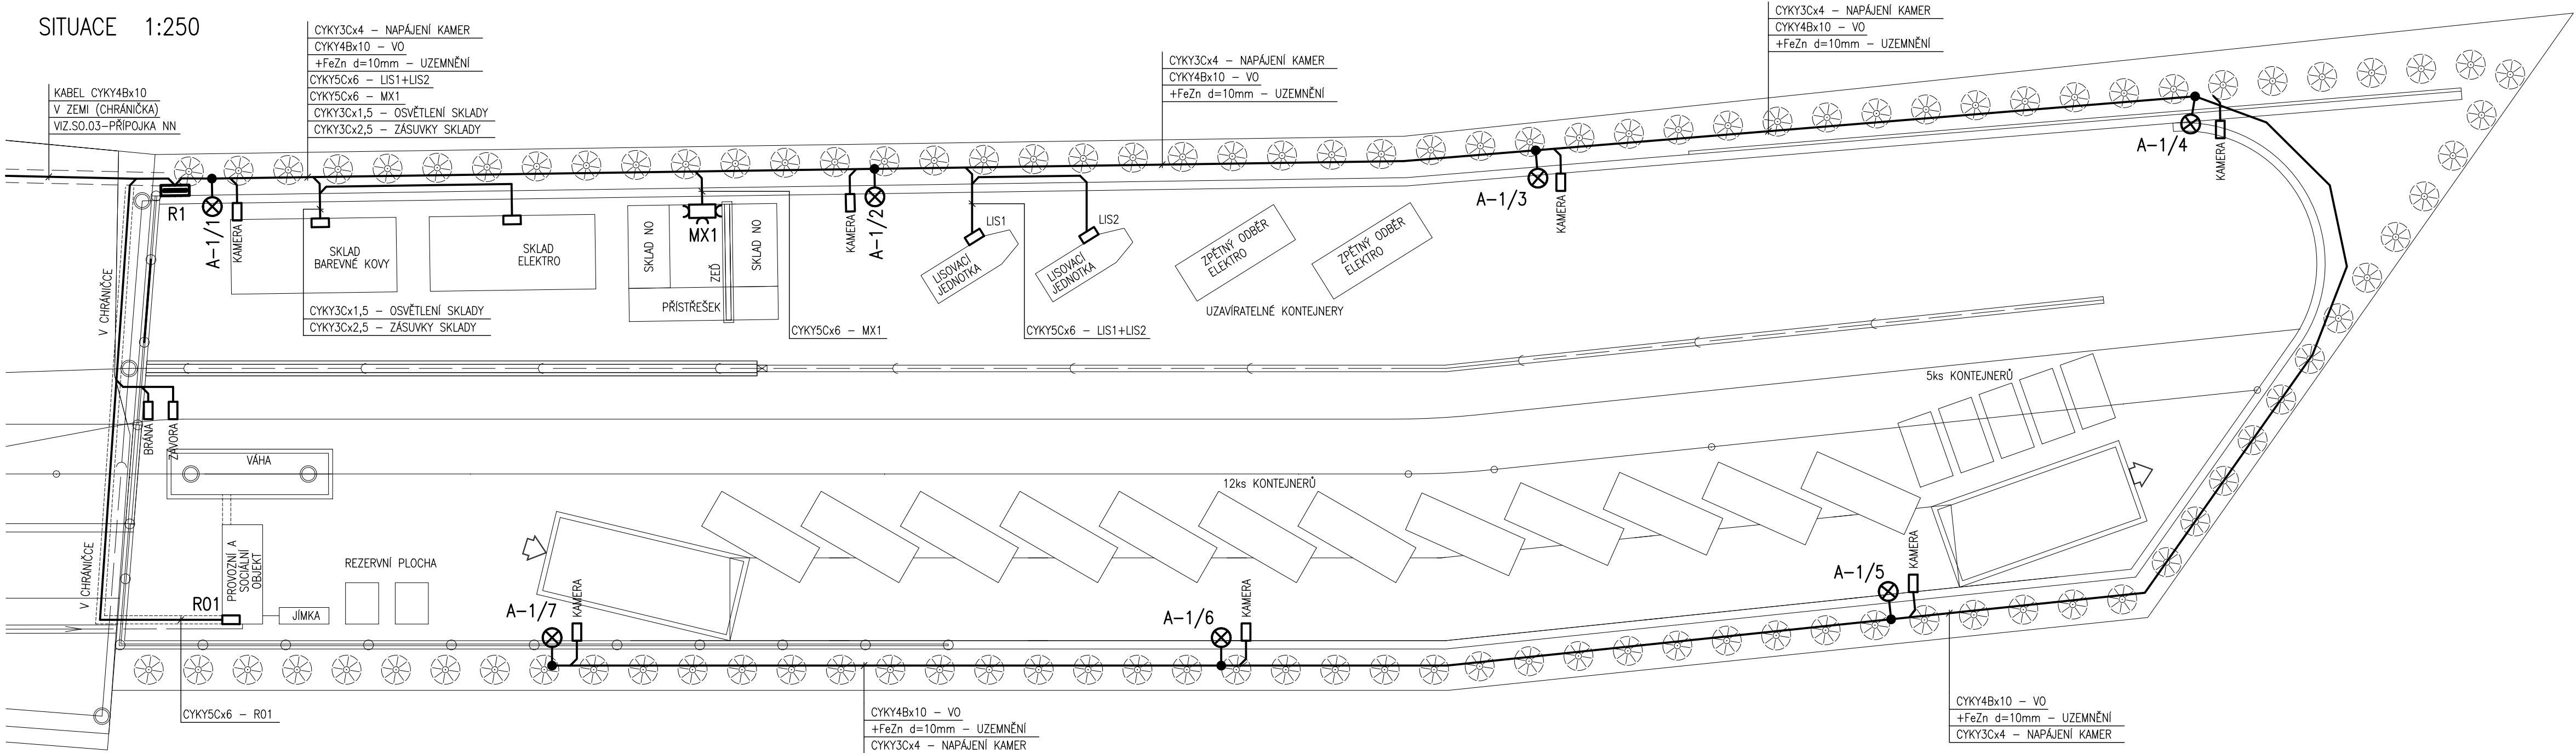 SITUACE 1:250
CYKY3Cx4 – NAPÁJENÍ KAMER
CYKY4Bx10 – VO
+FeZn d=10mm – UZEMNĚNÍ
CYKY5Cx6 – LIS1+LIS2
CYKY5Cx6 – MX1
CYKY3Cx1,5 – OSVĚTLENÍ SKLADY
CYKY3Cx2,5 – ZÁSUVKY SKLADY
KABEL CYKY4Bx10
V ZEMI (CHRÁNIČKA)
VIZ.SO.03–PŘÍPOJKA NN
CYKY3Cx4 – NAPÁJENÍ KAMER
CYKY4Bx10 – VO
+FeZn d=10mm – UZEMNĚNÍ
CYKY3Cx4 – NAPÁJENÍ KAMER
CYKY4Bx10 – VO
+FeZn d=10mm – UZEMNĚNÍ
R1
A–1/1
KAMERA
SKLAD
BAREVNÉ KOVY
SKLAD
ELEKTRO
SKLAD NO
MX1
ZEĎ
SKLAD NO
PŘÍSTŘEŠEK
KAMERA
A–1/2
LIS1
LISOVACÍ
JEDNOTKA
LIS2
LISOVACÍ
JEDNOTKA
ZPĚTNÝ ODBĚR
ELEKTRO
ZPĚTNÝ ODBĚR
ELEKTRO
UZAVÍRATELNÉ KONTEJNERY
A–1/3
KAMERA
A–1/4
KAMERA
V CHRÁNIČCE
CYKY3Cx1,5 – OSVĚTLENÍ SKLADY
CYKY3Cx2,5 – ZÁSUVKY SKLADY
CYKY5Cx6 – MX1
CYKY5Cx6 – LIS1+LIS2
BRÁNA
ZÁVORA
VÁHA
5ks KONTEJNERŮ
12ks KONTEJNERŮ
V CHRÁNIČCE
PROVOZNÍ A
SOCIÁLNÍ
OBJEKT
REZERVNÍ PLOCHA
R01
JÍMKA
A–1/7
KAMERA
A–1/6
KAMERA
A–1/5
KAMERA
CYKY5Cx6 – R01
CYKY4Bx10 – VO
+FeZn d=10mm – UZEMNĚNÍ
CYKY3Cx4 – NAPÁJENÍ KAMER
CYKY4Bx10 – VO
+FeZn d=10mm – UZEMNĚNÍ
CYKY3Cx4 – NAPÁJENÍ KAMER